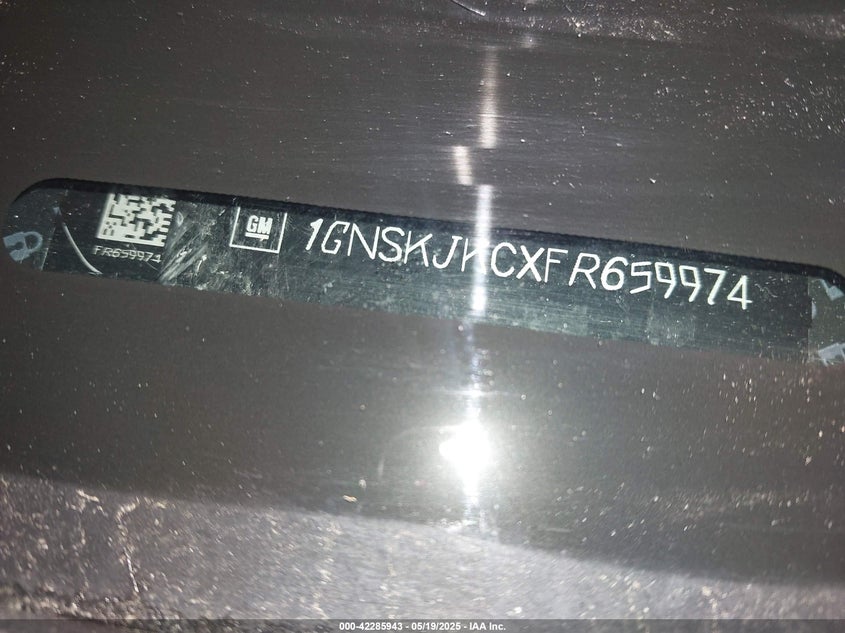 GM 1GNSKJKCXFR659974
FR659974
000-42285943 - 05/19/2025 - IAA Inc.